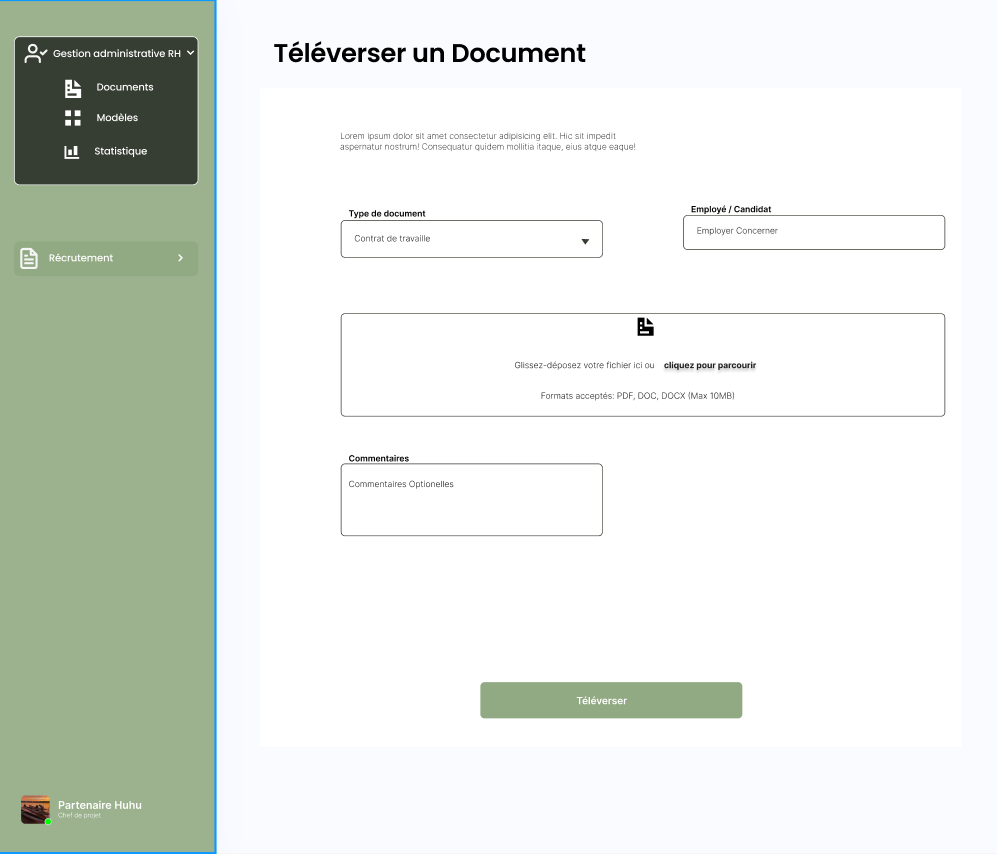 Gestion administrative RH
Documents
Modèles
Statistique
Récrutement
Partenaire Huhu
Chef de projet
Téléverser un Document
Lorem ipsum dolor sit amet consectetur adipisicing elit. Hic sit impedit
aspernatur nostrum! Consequatur quidem mollitia itaque, eius atque eaque!
Type de document
Contrat de travaille
Employé / Candidat
Employer Concerner
Glissez-déposez votre fichier ici ou cliquez pour parcourir
Formats acceptés: PDF, DOC, DOCX (Max 10MB)
Commentaires
Commentaires Optionelles
Téléverser